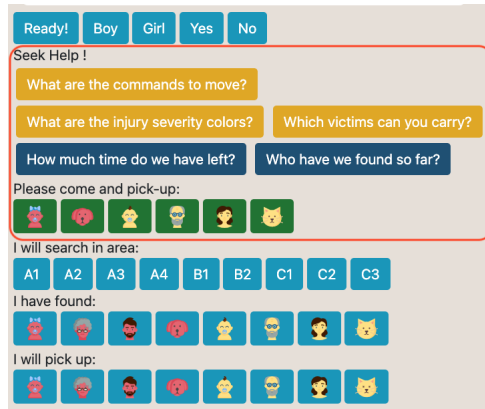 Ready! Boy Girl Yes No
Seek Help !
What are the commands to move?
What are the injury severity colors? Which victims can you carry?
How much time do we have left? Who have we found so far?
Please come and pick-up:
I will search in area:
A1 A2 A3 A4 B1 B2 C1 C2 C3
I have found:
I will pick up: